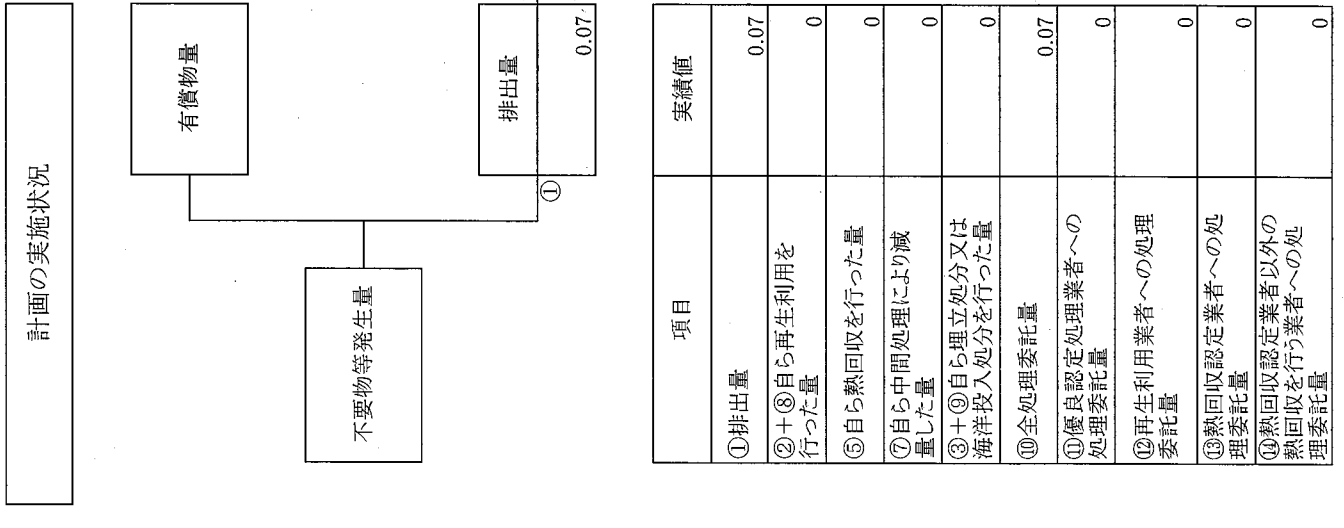 計画の実施状況
有償物量
不要物等発生量
排出量
①
0.07
項目
実績値
①排出量
0.07
②+⑧自ら再生利用を
行った量
0
⑤自ら熱回収を行った量
0
⑦自ら中間処理により減
量した量
0
③+⑨自ら埋立処分又は
海洋投入処分を行った量
0
⑩全処理委託量
0.07
⑪優良認定処理業者への
処理委託量
0
⑫再生利用業者への処理
委託量
0
⑬熱回収認定業者への処
理委託量
0
⑭熱回収認定業者以外の
熱回収を行う業者への処
理委託量
0